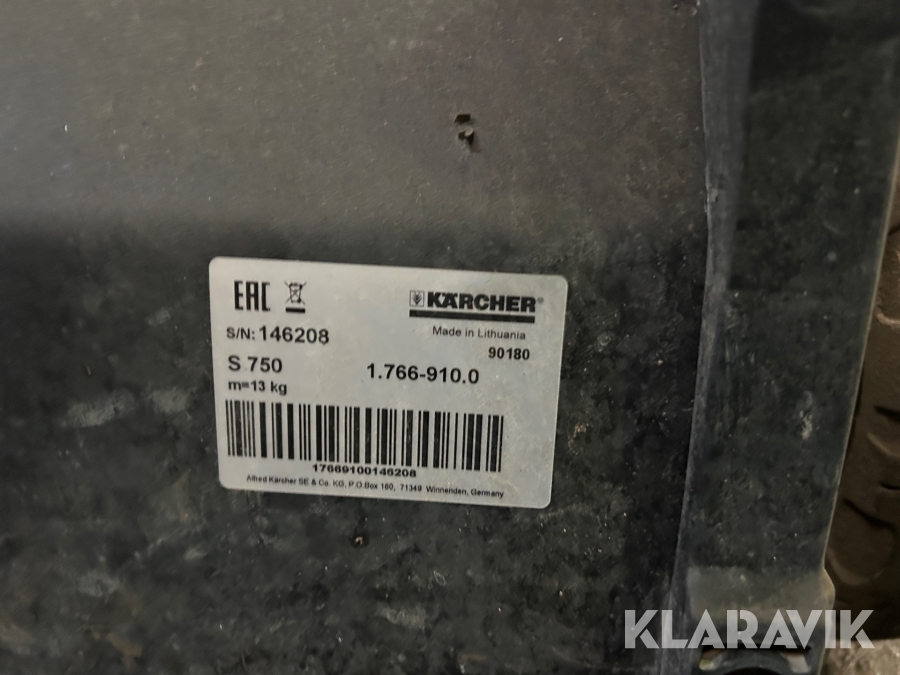 EAC
KÄRCHER®
S/N: 146208
Made in Lithuania
90180
S 750
1.766-910.0
m=13 kg
17669100146208
Alfred Kärcher SE & Co. KG, P.O.Box 160, 71349 Winnenden, Germany
KLARAVIK